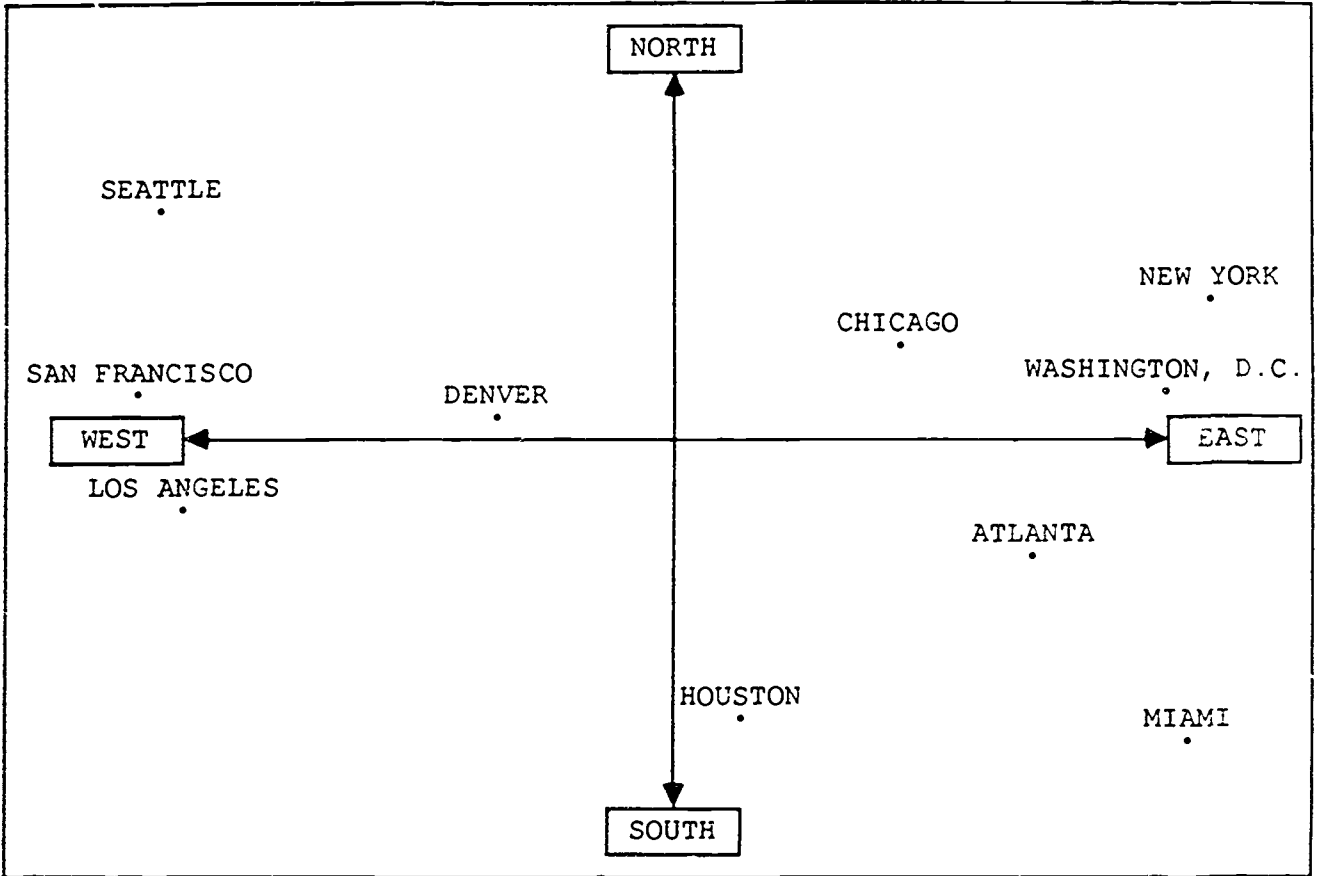 NORTH
SEATTLE
NEW YORK
CHICAGO
WASHINGTON, D.C.
SAN FRANCISCO
DENVER
WEST
EAST
LOS ANGELES
ATLANTA
HOUSTON
MIAMI
SOUTH